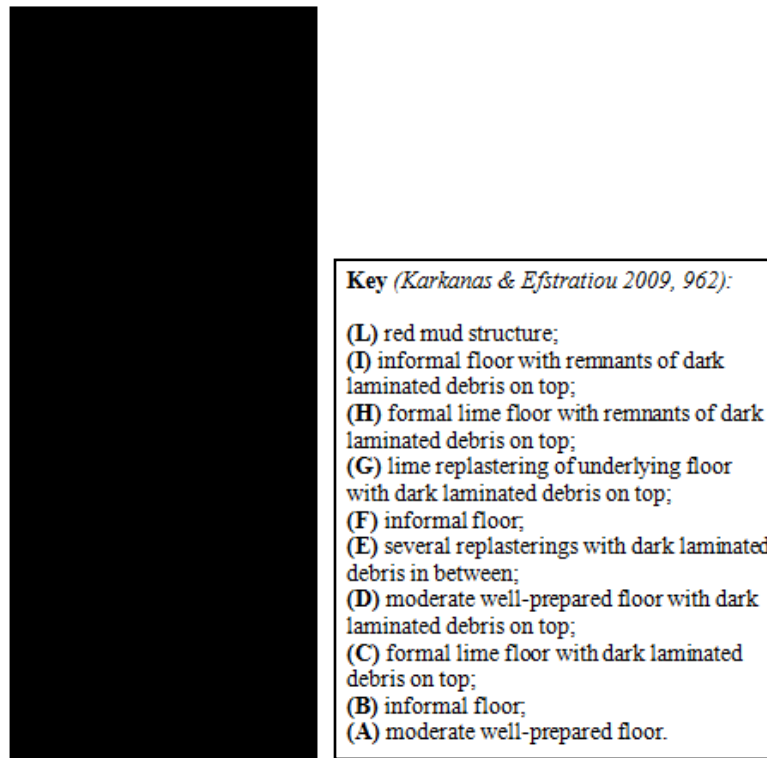 Key (Karkanas & Efstratiou 2009, 962):
(L) red mud structure;
(I) informal floor with remnants of dark
laminated debris on top;
(H) formal lime floor with remnants of dark
laminated debris on top;
(G) lime replastering of underlying floor
with dark laminated debris on top;
(F) informal floor;
(E) several replasterings with dark laminated
debris in between;
(D) moderate well-prepared floor with dark
laminated debris on top;
(C) formal lime floor with dark laminated
debris on top;
(B) informal floor;
(A) moderate well-prepared floor.